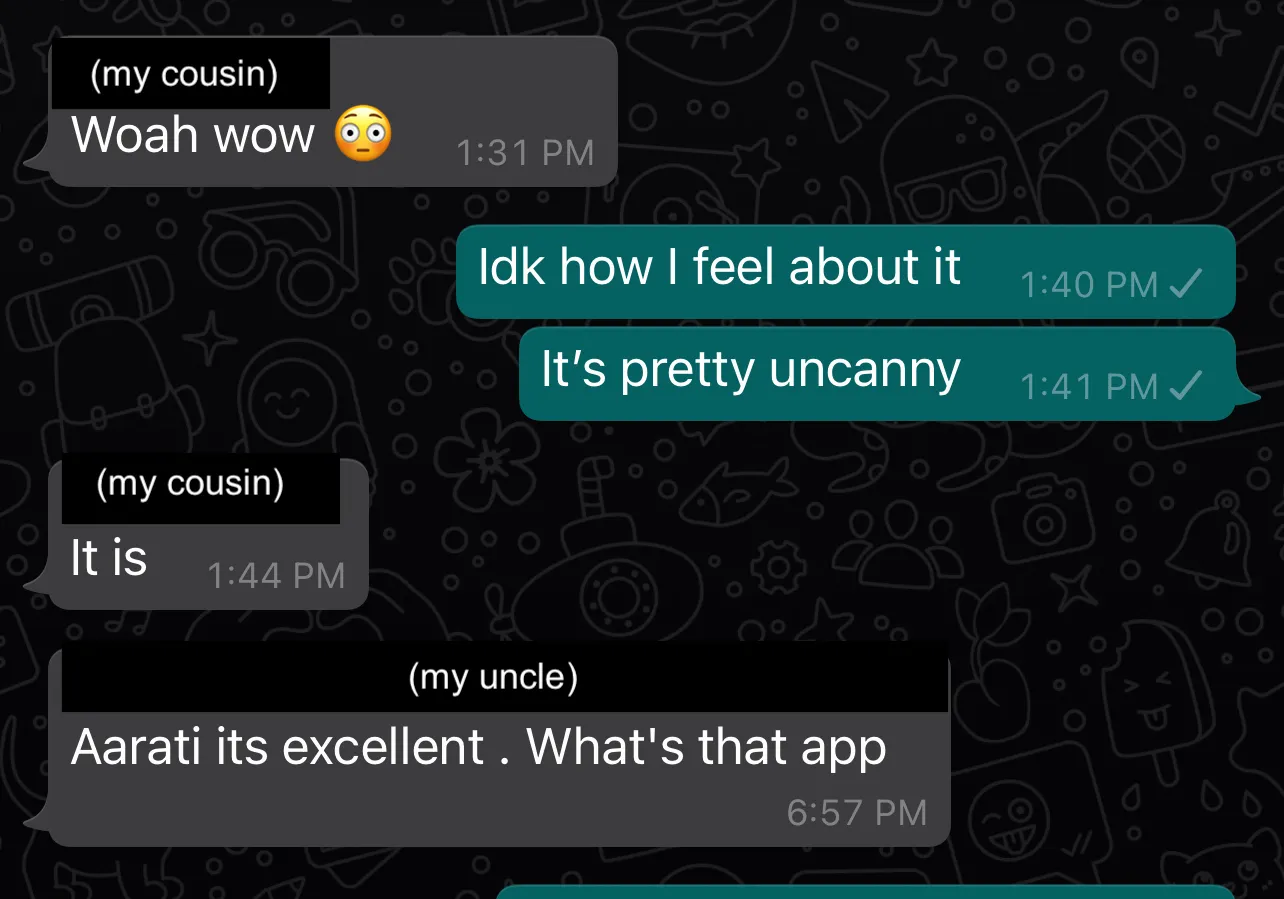 (my cousin)
Woah wow 😳 1:31 PM
Idk how I feel about it 1:40 PM ✓
It’s pretty uncanny 1:41 PM ✓
(my cousin)
It is 1:44 PM
(my uncle)
Aarati its excellent . What's that app
6:57 PM